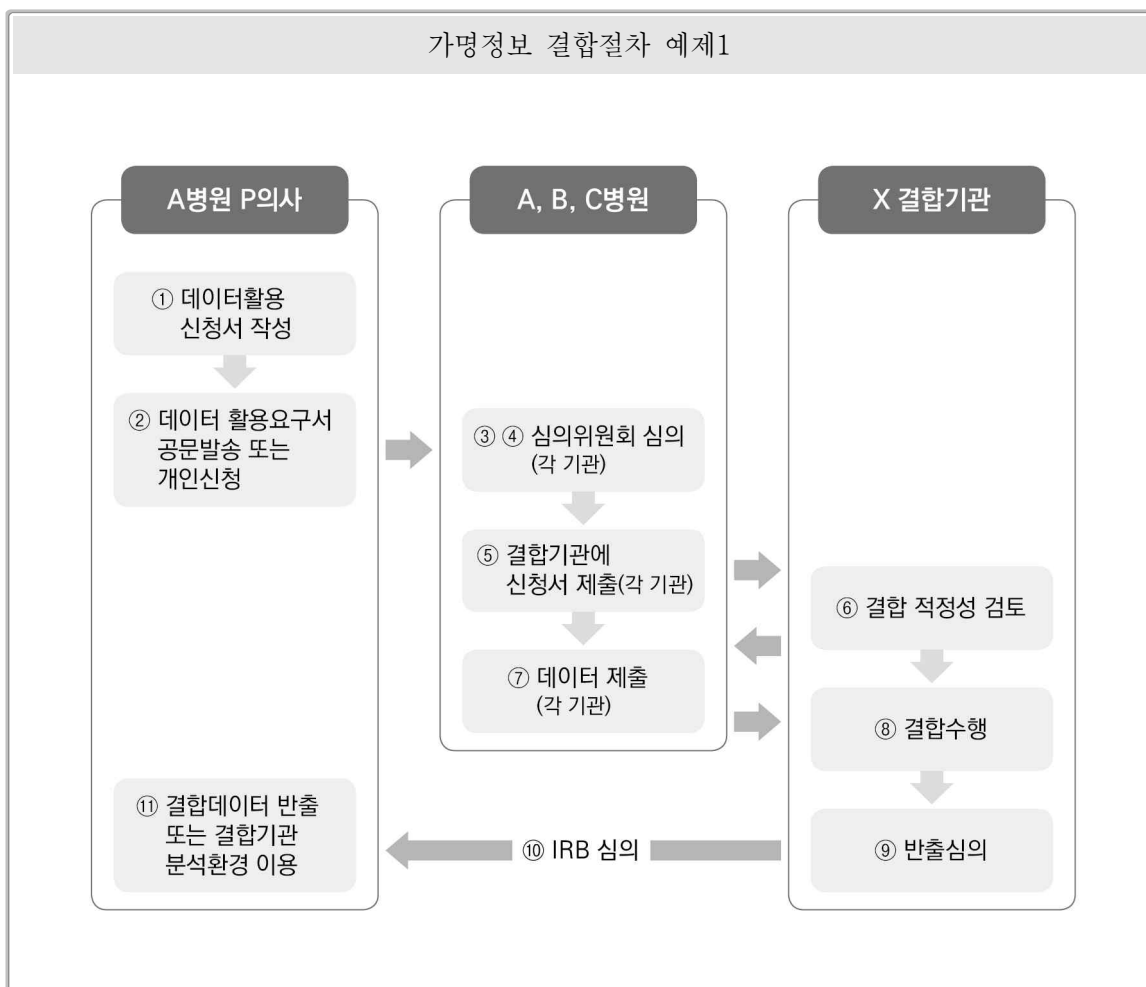 가명정보 결합절차 예제1
A병원 P의사
① 데이터활용
신청서 작성
② 데이터 활용요구서
공문발송 또는
개인신청
⑪ 결합데이터 반출
또는 결합기관
분석환경 이용
A, B, C병원
③ ④ 심의위원회 심의
(각 기관)
⑤ 결합기관에
신청서 제출(각 기관)
⑦ 데이터 제출
(각 기관)
⑩ IRB 심의
X 결합기관
⑥ 결합 적정성 검토
⑧ 결합수행
⑨ 반출심의